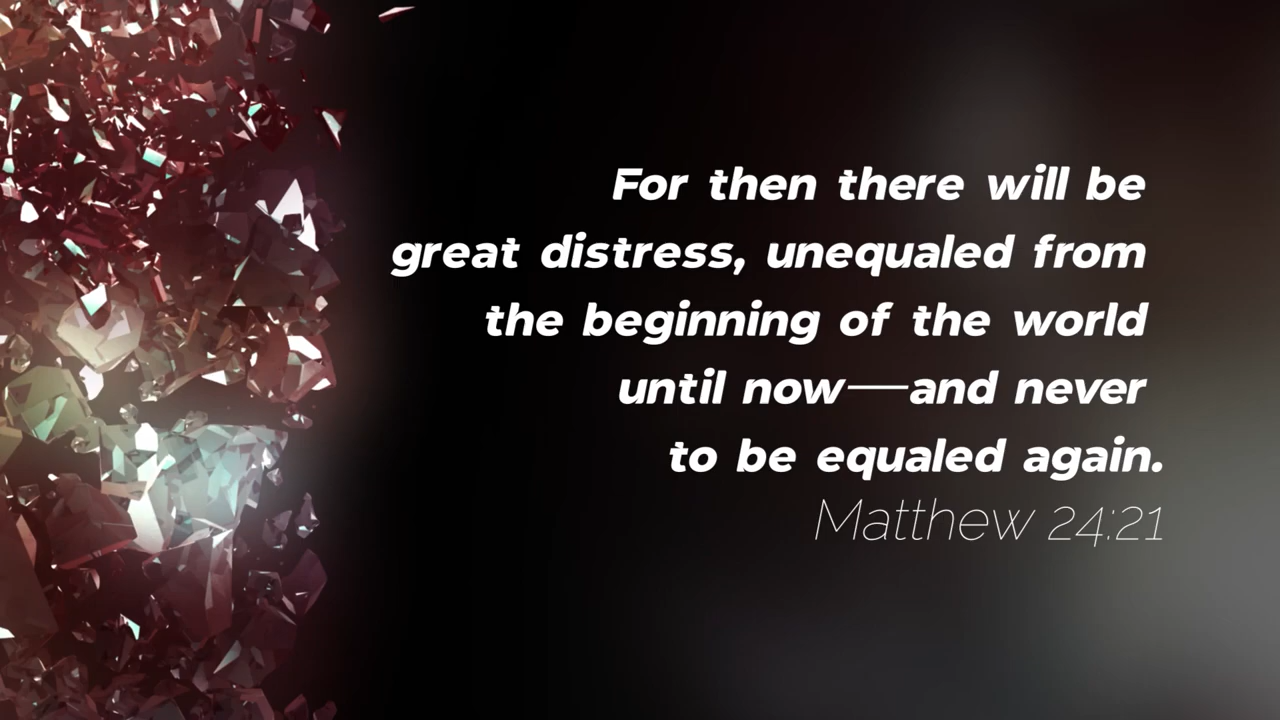 For then there will be
great distress, unequaled from
the beginning of the world
until now—and never
to be equaled again.
Matthew 24:21